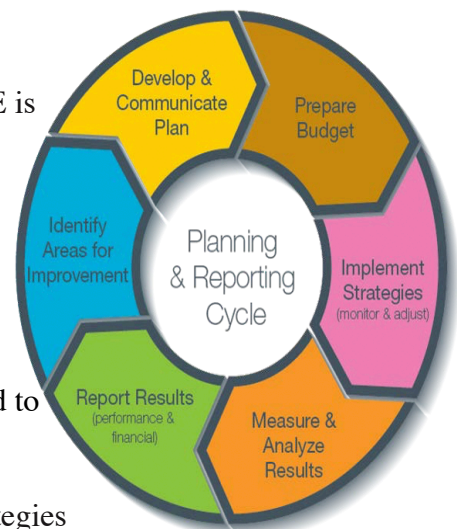 E is
d to
tegies
Develop &
Communicate
Plan
Prepare
Budget
Implement
Strategies
(monitor & adjust)
Measure &
Analyze
Results
Report Results
(performance &
financial)
Identify
Areas for
Improvement
Planning
& Reporting
Cycle